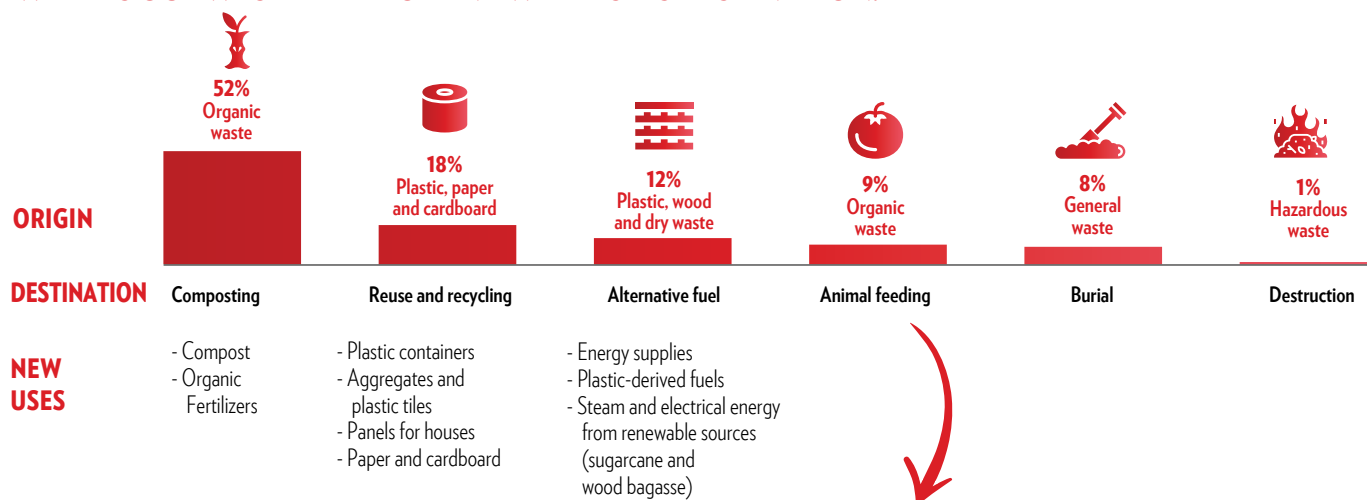 52%
Organic
waste
18%
Plastic, paper
and cardboard
12%
Plastic, wood
and dry waste
9%
Organic
waste
8%
General
waste
1%
Hazardous
waste
ORIGIN
DESTINATION
Composting
Reuse and recycling
Alternative fuel
Animal feeding
Burial
Destruction
NEW
USES
- Compost
- Organic
Fertilizers
- Plastic containers
- Aggregates and
plastic tiles
- Panels for houses
- Paper and cardboard
- Energy supplies
- Plastic-derived fuels
- Steam and electrical energy
from renewable sources
(sugarcane and
wood bagasse)